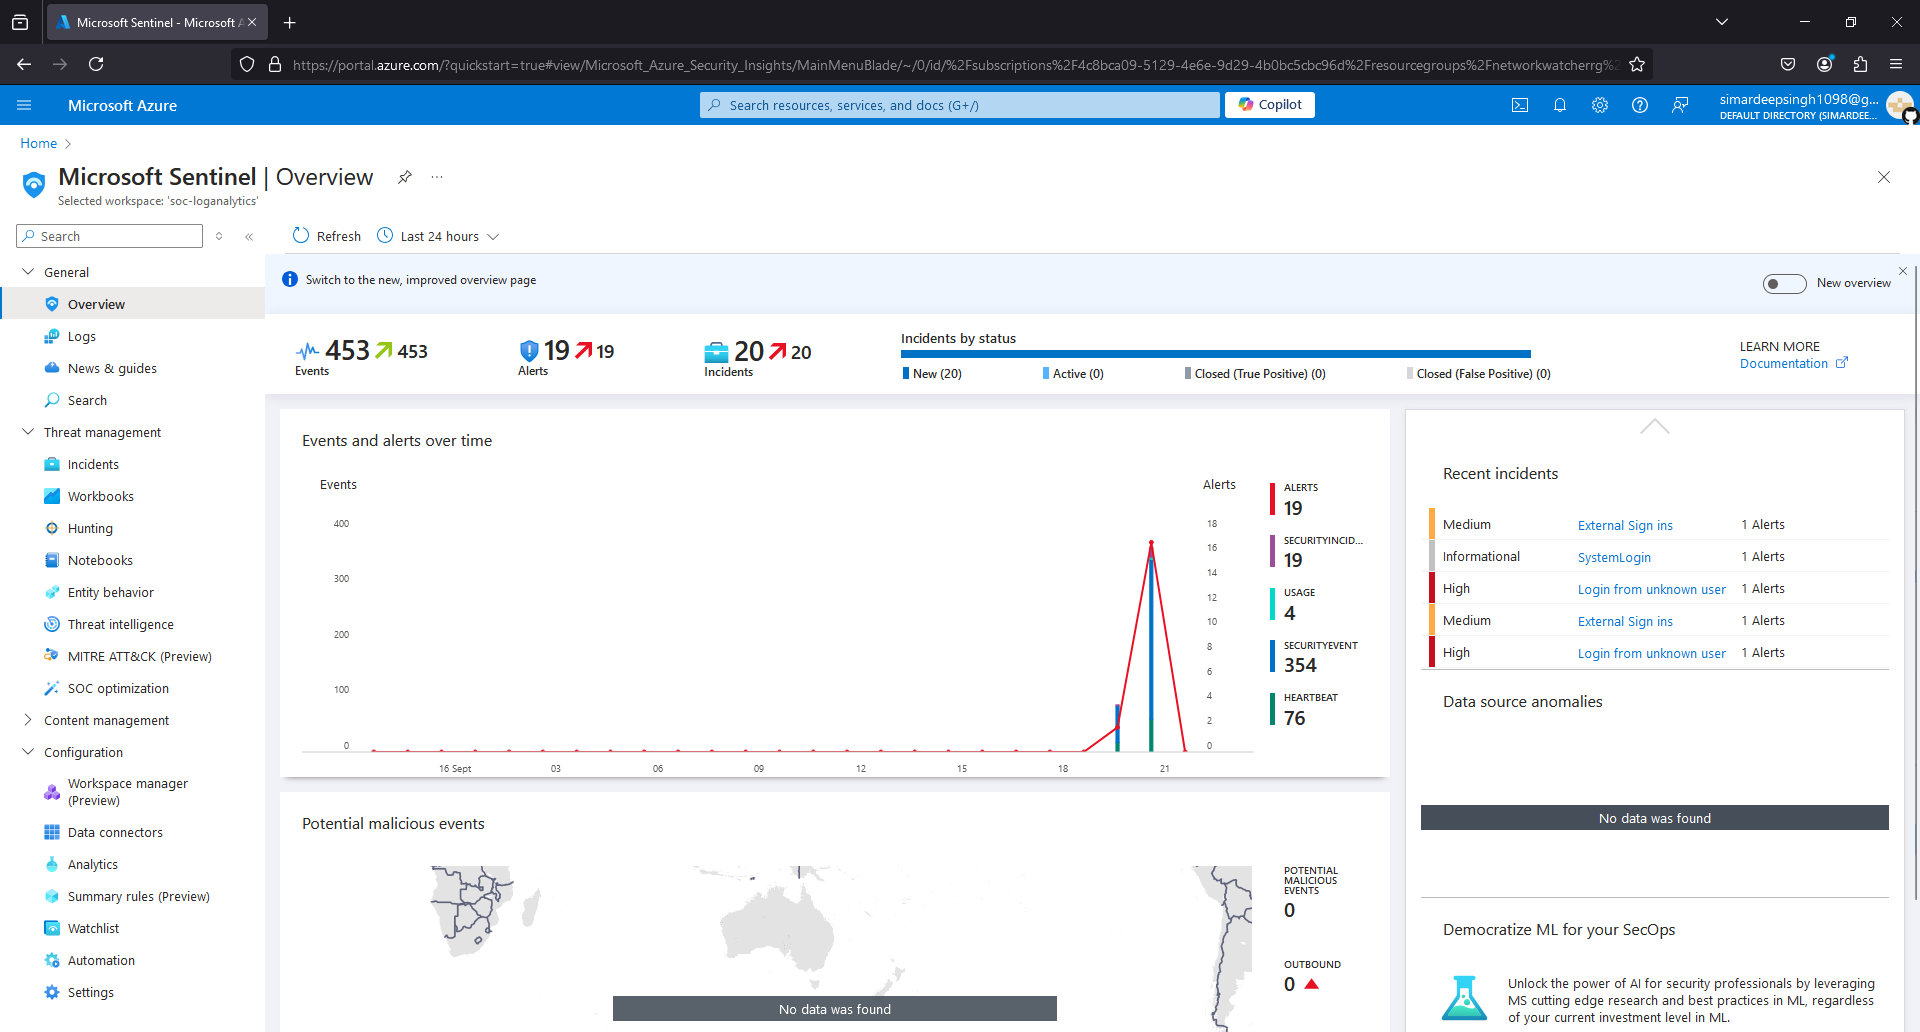 Microsoft Sentinel - Microsoft A
https://portal.azure.com/?quickstart=true#view/Microsoft_Azure_Security_Insights/MainMenuBlade/~/0/id/%2Fsubscriptions%2F4c8bca09-5129-4e6e-9d29-4b0bc5cbc96d%2Fresourcegroups%2Fnetworkwatcherrg%2
Microsoft Azure
Search resources, services, and docs (G+/)
Copilot
simardeepsingh1098@g...
DEFAULT DIRECTORY (SIMARDEE...
Home
Microsoft Sentinel | Overview
Selected workspace: 'soc-loganalytics'
Search
Refresh
Last 24 hours
General
Overview
Logs
News & guides
Search
Threat management
Incidents
Workbooks
Hunting
Notebooks
Entity behavior
Threat intelligence
MITRE ATT&CK (Preview)
SOC optimization
Content management
Configuration
Workspace manager
(Preview)
Data connectors
Analytics
Summary rules (Preview)
Watchlist
Automation
Settings
Switch to the new, improved overview page
New overview
453 453
Events
19 19
Alerts
20 20
Incidents
Incidents by status
New (20)
Active (0)
Closed (True Positive) (0)
Closed (False Positive) (0)
LEARN MORE
Documentation
Events and alerts over time
Events
Alerts
400
300
200
100
0
18
16
14
12
10
8
6
4
2
0
16 Sept
03
06
09
12
15
18
21
ALERTS
19
SECURITYINCID...
19
USAGE
4
SECURITYEVENT
354
HEARTBEAT
76
Potential malicious events
POTENTIAL
MALICIOUS
EVENTS
0
OUTBOUND
0
No data was found
Recent incidents
Medium External Sign ins 1 Alerts
Informational SystemLogin 1 Alerts
High Login from unknown user 1 Alerts
Medium External Sign ins 1 Alerts
High Login from unknown user 1 Alerts
Data source anomalies
No data was found
Democratize ML for your SecOps
Unlock the power of AI for security professionals by leveraging
MS cutting edge research and best practices in ML, regardless
of your current investment level in ML.